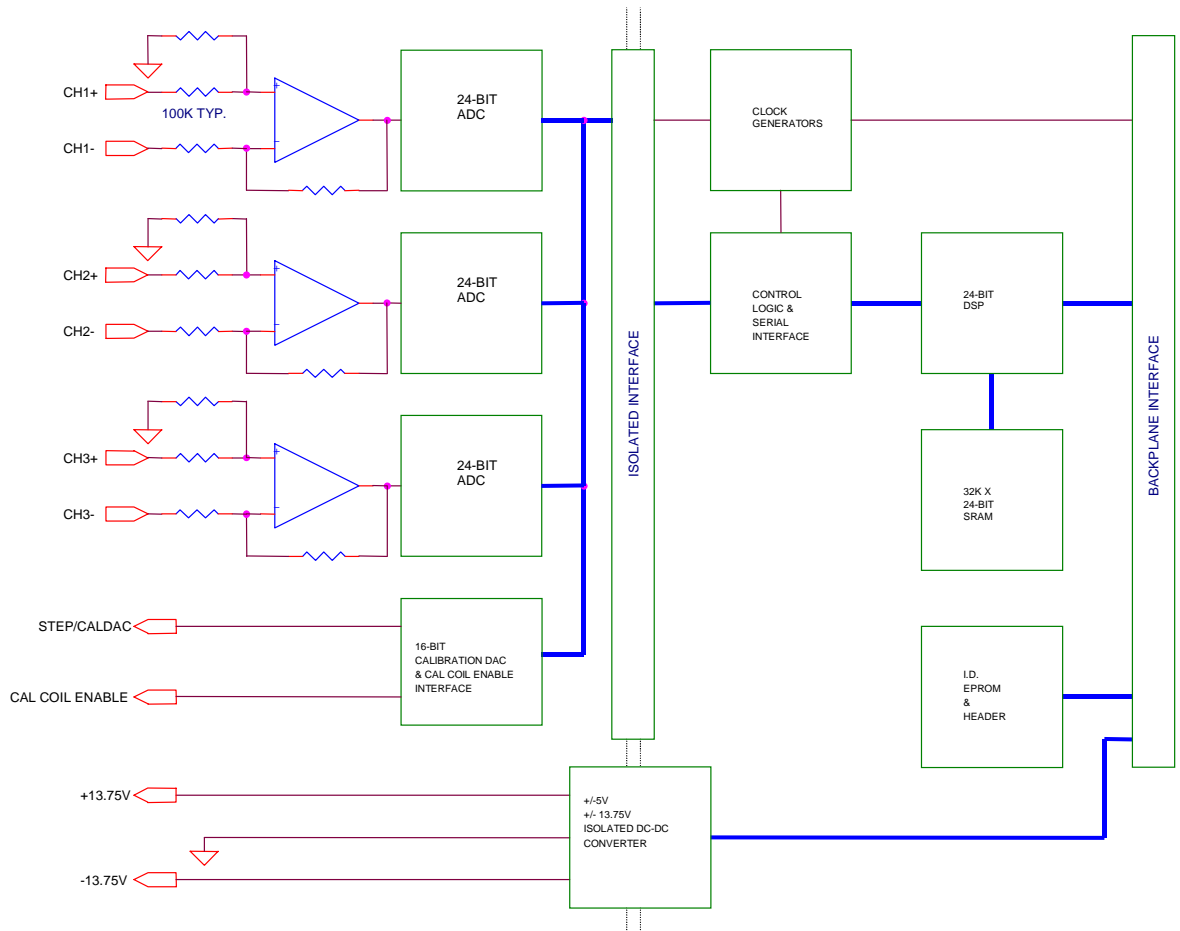 CH1+
100K TYP.
CH1-
24-BIT
ADC
CLOCK
GENERATORS
CH2+
CH2-
24-BIT
ADC
CONTROL
LOGIC &
SERIAL
INTERFACE
24-BIT
DSP
ISOLATED INTERFACE
BACKPLANE INTERFACE
CH3+
CH3-
24-BIT
ADC
32K X
24-BIT
SRAM
STEP/CALDAC
CAL COIL ENABLE
16-BIT
CALIBRATION DAC
& CAL COIL ENABLE
INTERFACE
I.D.
EPROM
&
HEADER
+13.75V
-13.75V
+/-5V
+/- 13.75V
ISOLATED DC-DC
CONVERTER